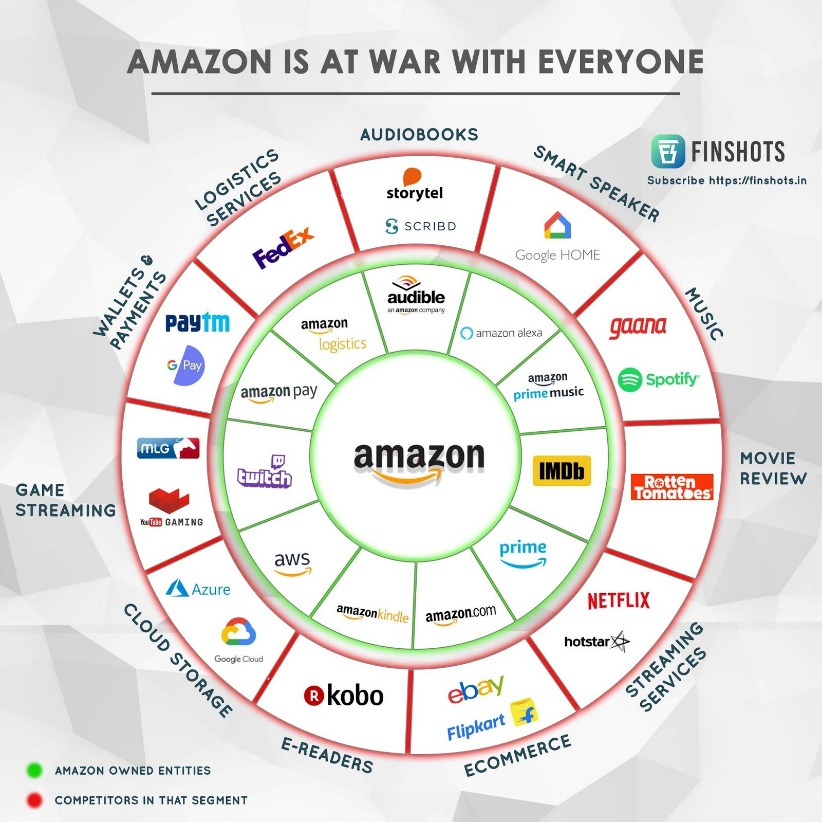 AMAZON IS AT WAR WITH EVERYONE
FINSHOTS
Subscribe https://finshots.in
AUDIOBOOKS
storytel
SCRIBD
SMART SPEAKER
Google HOME
MUSIC
gaana
Spotify
MOVIE
REVIEW
Rotten
Tomatoes
STREAMING
SERVICES
NETFLIX
hotstar
ECOMMERCE
ebay
Flipkart
E-READERS
Rkobo
CLOUD STORAGE
Azure
Google Cloud
GAME
STREAMING
MLG
YouTube GAMING
WALLETS &
PAYMENTS
paytm
G Pay
LOGISTICS
SERVICES
FedEx
audible
an amazon company
amazon alexa
amazon
prime music
IMDb
prime
amazon.com
amazonkindle
aws
twitch
amazon pay
amazon
logistics
amazon
AMAZON OWNED ENTITIES
COMPETITORS IN THAT SEGMENT